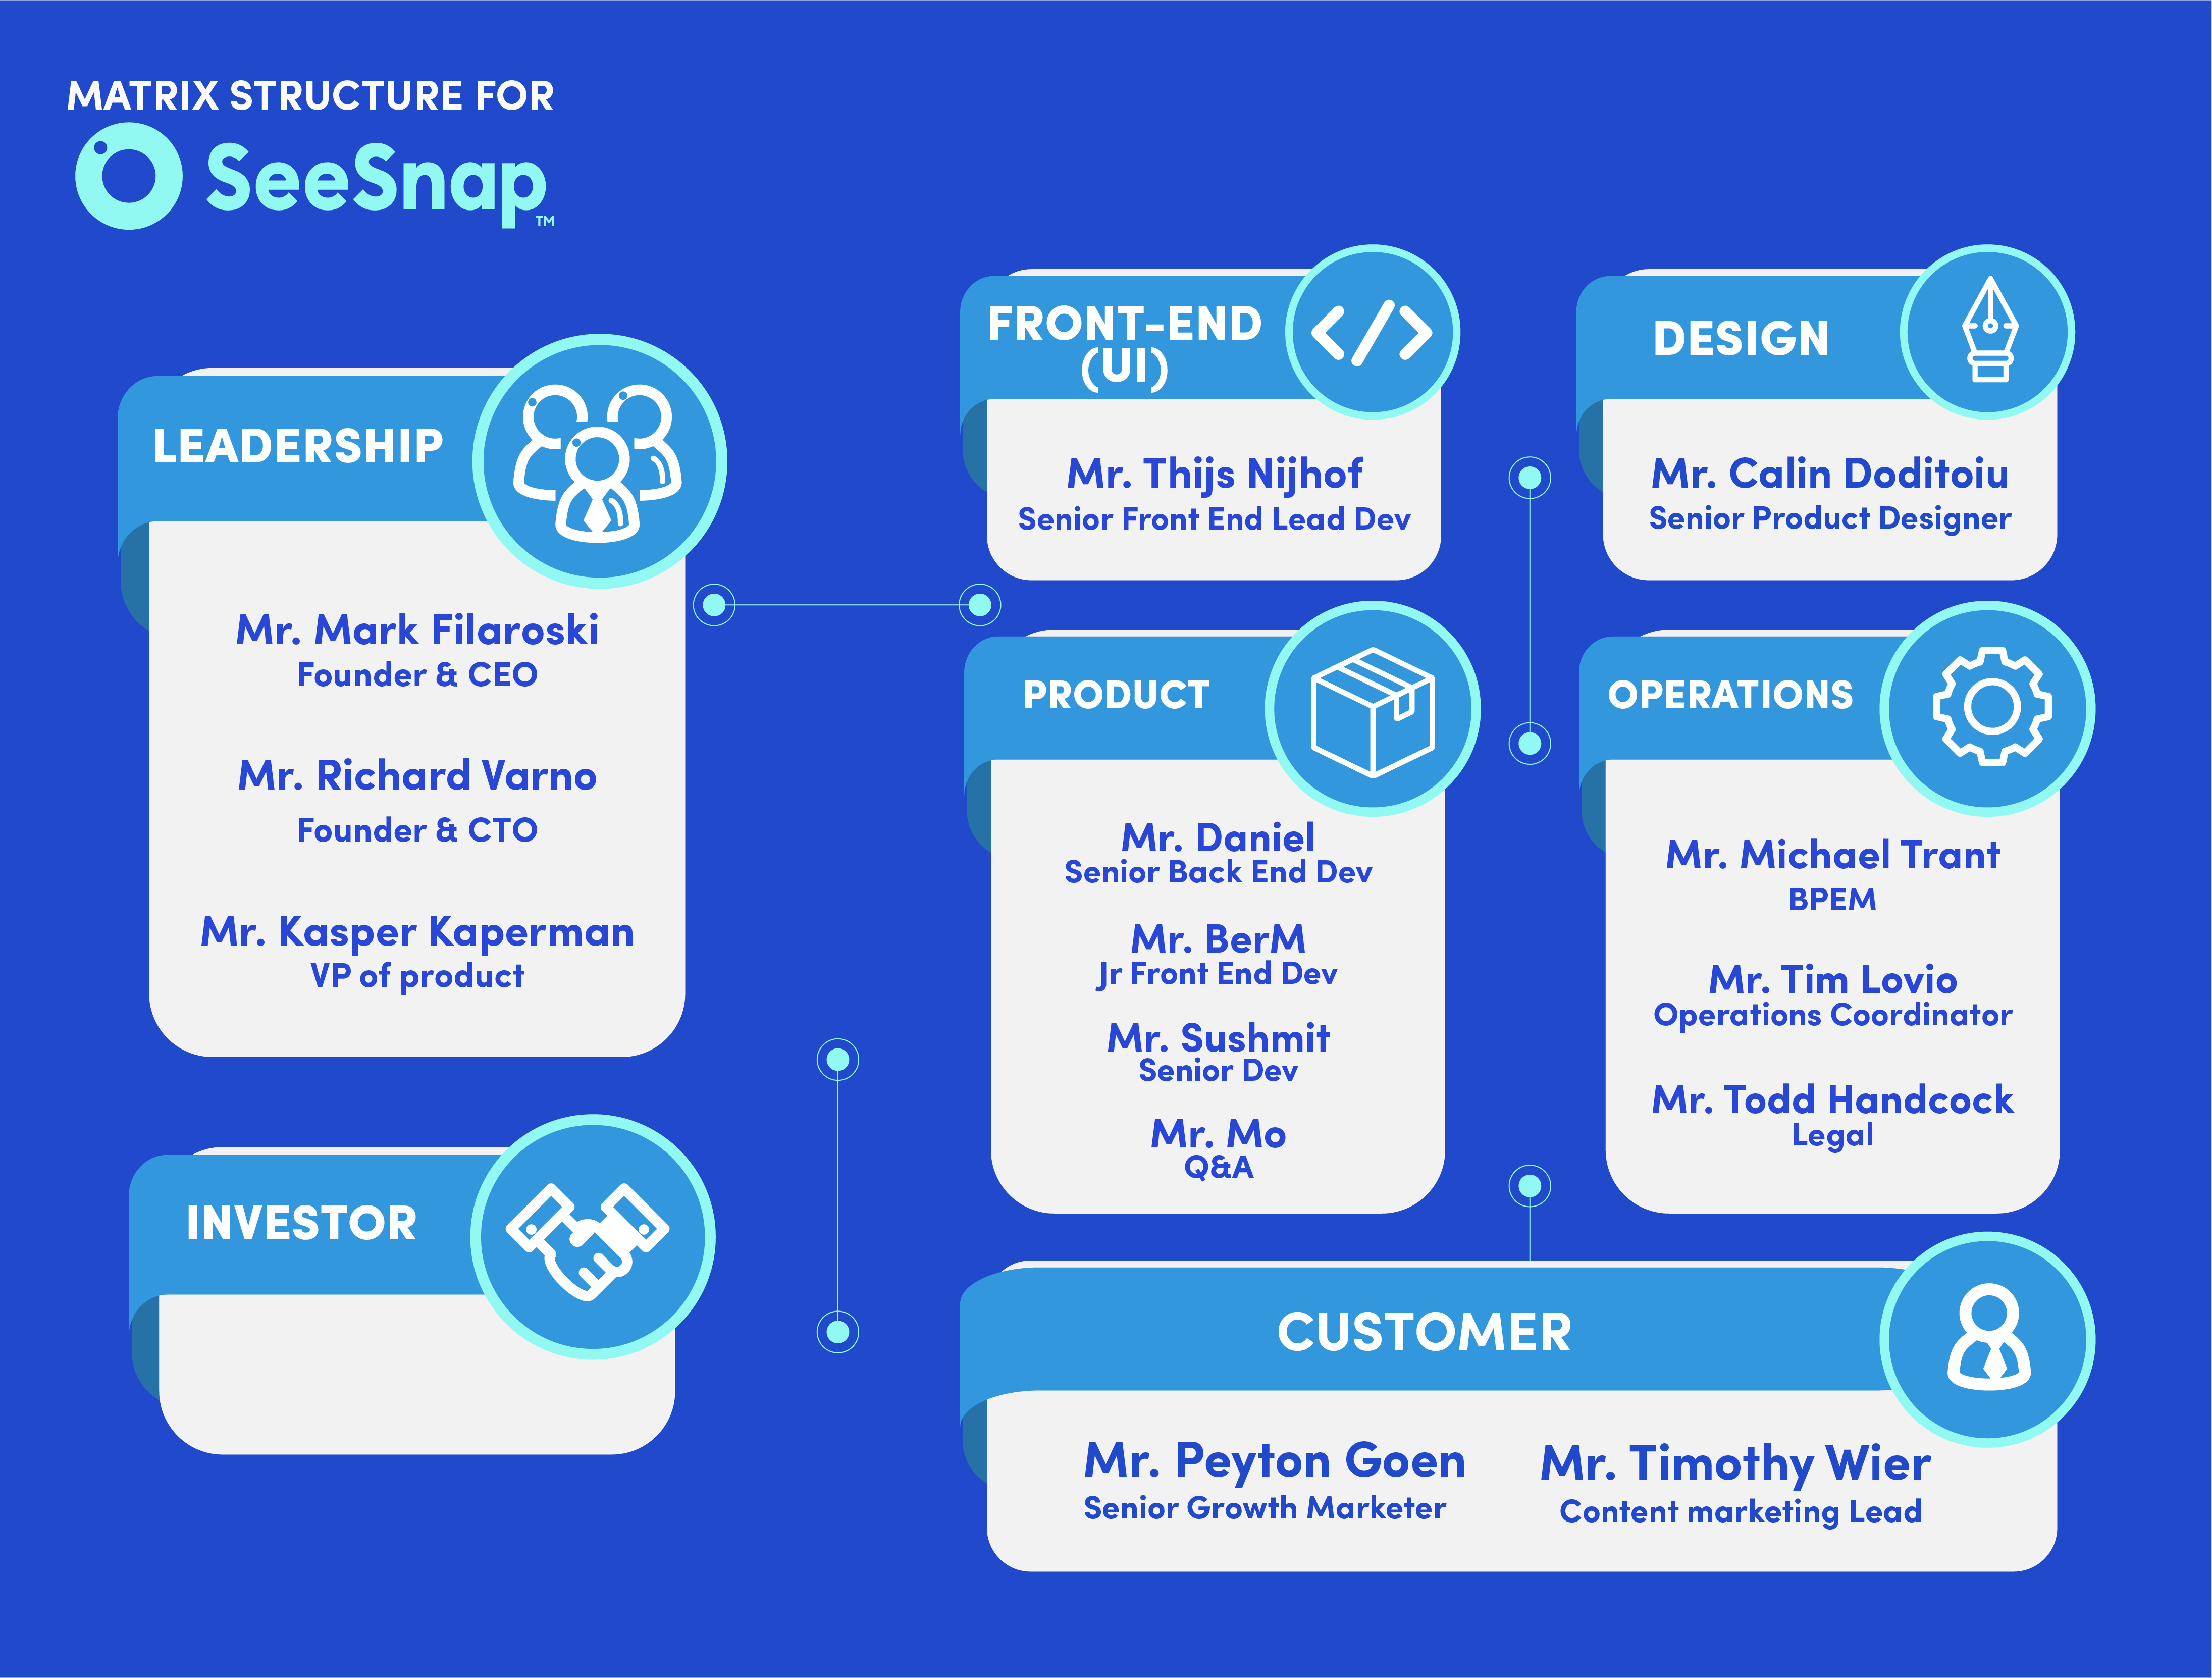 MATRIX STRUCTURE FOR
SeeSnap
TM
LEADERSHIP
Mr. Mark Filaroski
Founder & CEO
Mr. Richard Varno
Founder & CTO
Mr. Kasper Kaperman
VP of product
INVESTOR
FRONT-END
(UI)
Mr. Thijs Nijhof
Senior Front End Lead Dev
DESIGN
Mr. Calin Doditoiu
Senior Product Designer
PRODUCT
Mr. Daniel
Senior Back End Dev
Mr. BerM
Jr Front End Dev
Mr. Sushmit
Senior Dev
Mr. Mo
Q&A
OPERATIONS
Mr. Michael Trant
BPEM
Mr. Tim Lovio
Operations Coordinator
Mr. Todd Handcock
Legal
CUSTOMER
Mr. Peyton Goen
Senior Growth Marketer
Mr. Timothy Wier
Content marketing Lead